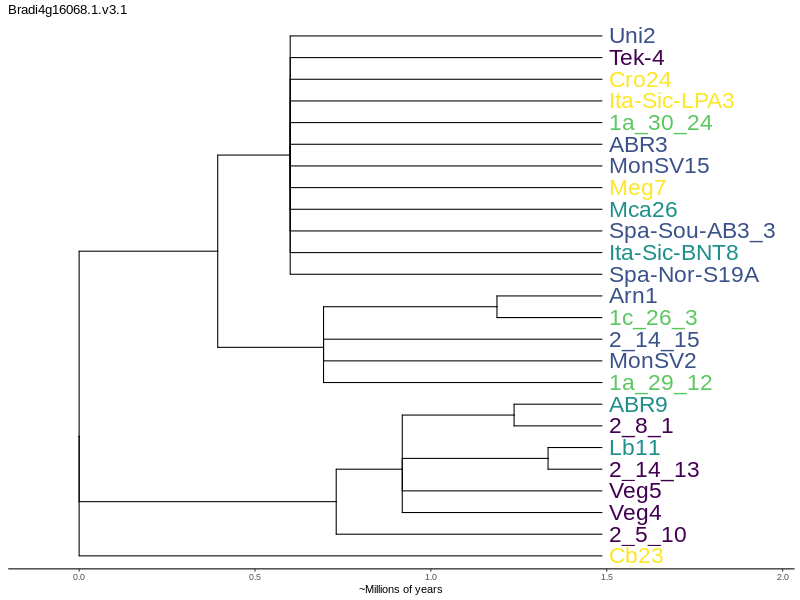 Bradi4g16068.1.v3.1
Uni2
Tek-4
Cro24
Ita-Sic-LPA3
1a_30_24
ABR3
MonSV15
Meg7
Mca26
Spa-Sou-AB3_3
Ita-Sic-BNT8
Spa-Nor-S19A
Arn1
1c_26_3
2_14_15
MonSV2
1a_29_12
ABR9
2_8_1
Lb11
2_14_13
Veg5
Veg4
2_5_10
Cb23
0.0 0.5 1.0 1.5 2.0
~Millions of years